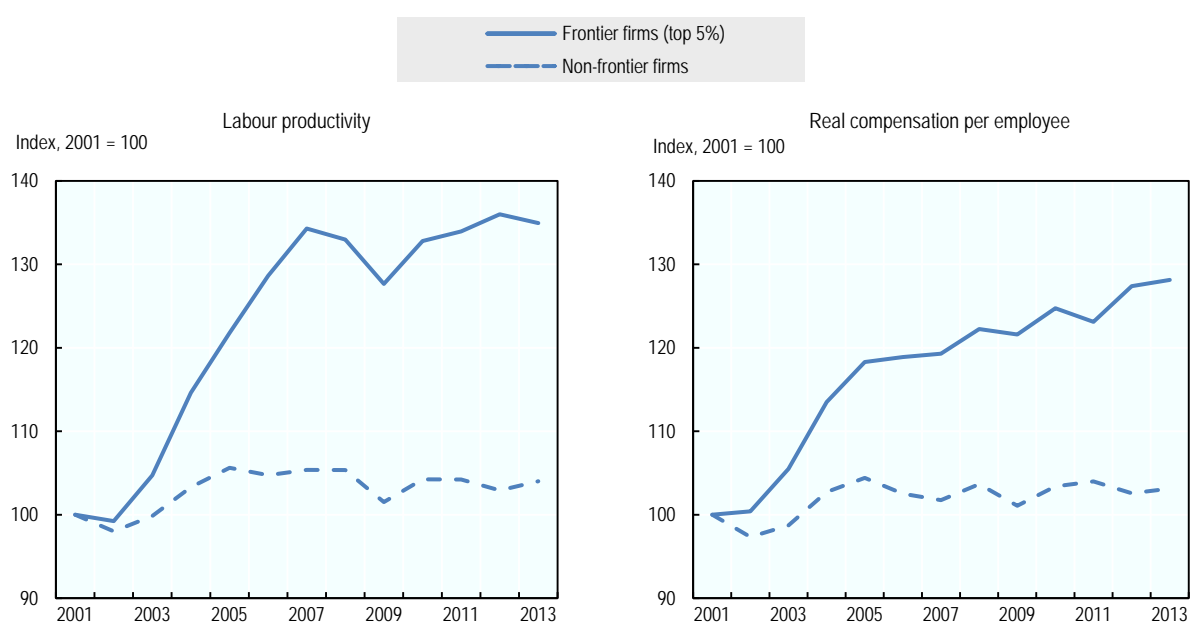 Frontier firms (top 5%)
Non-frontier firms
Labour productivity
Index, 2001 = 100
140
130
120
110
100
90
2001 2003 2005 2007 2009 2011 2013
Real compensation per employee
Index, 2001 = 100
140
130
120
110
100
90
2001 2003 2005 2007 2009 2011 2013